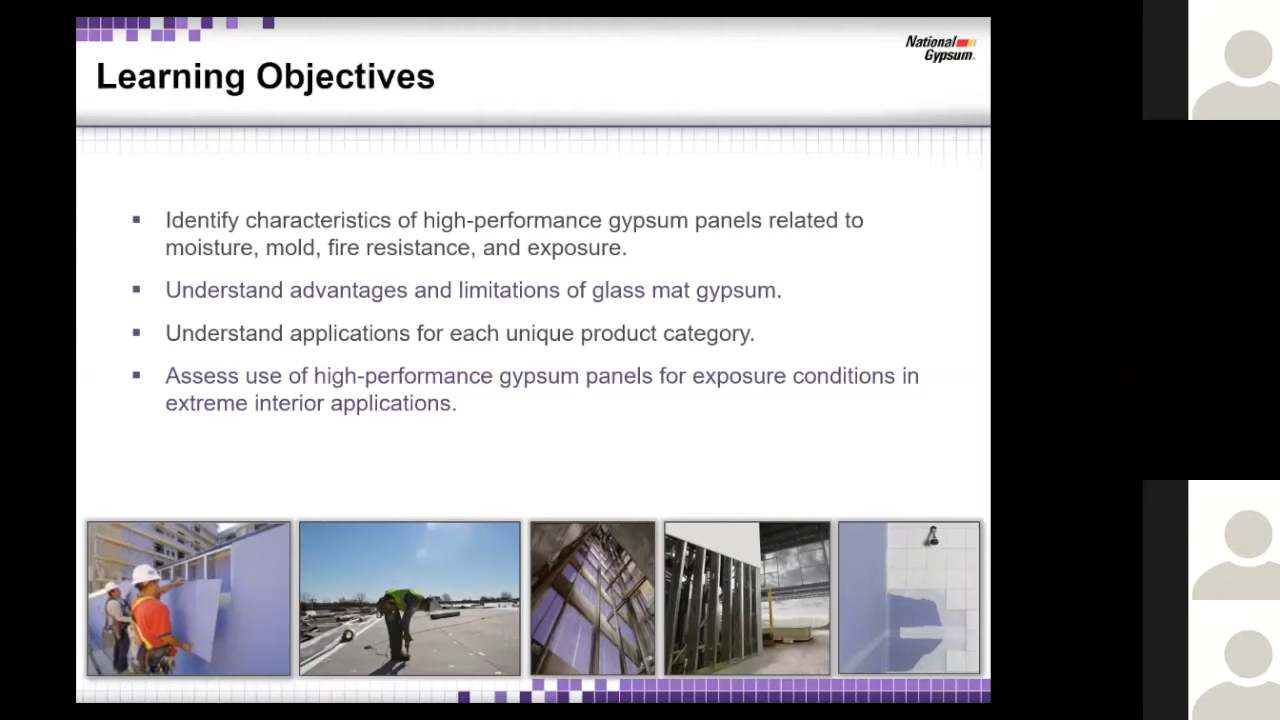 National
Gypsum
Learning Objectives
Identify characteristics of high-performance gypsum panels related to
moisture, mold, fire resistance, and exposure.
Understand advantages and limitations of glass mat gypsum.
Understand applications for each unique product category.
Assess use of high-performance gypsum panels for exposure conditions in
extreme interior applications.